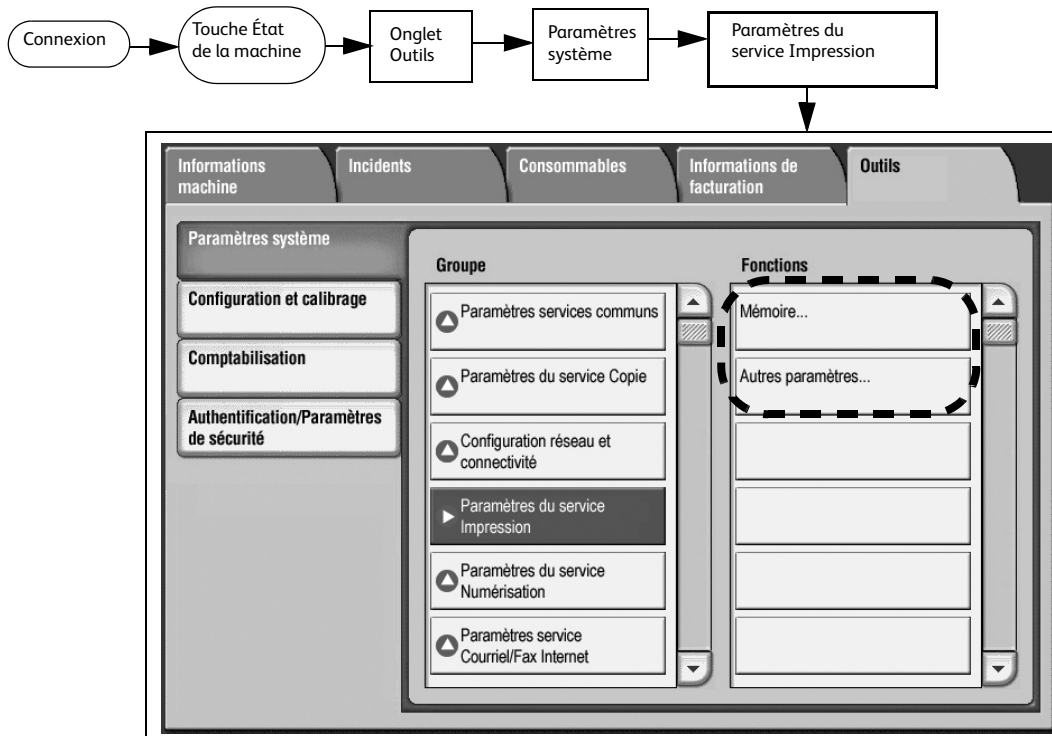 Connexion
Touche État
de la machine
Onglet
Outils
Paramètres
système
Paramètres du
service Impression
Informations
machine
Incidents
Consommables
Informations de
facturation
Outils
Paramètres système
Configuration et calibrage
Comptabilisation
Authentification/Paramètres
de sécurité
Groupe
Paramètres services communs
Paramètres du service Copie
Configuration réseau et
connectivité
Paramètres du service
Impression
Paramètres du service
Numérisation
Paramètres service
Courriel/Fax Internet
Fonctions
Mémoire...
Autres paramètres...